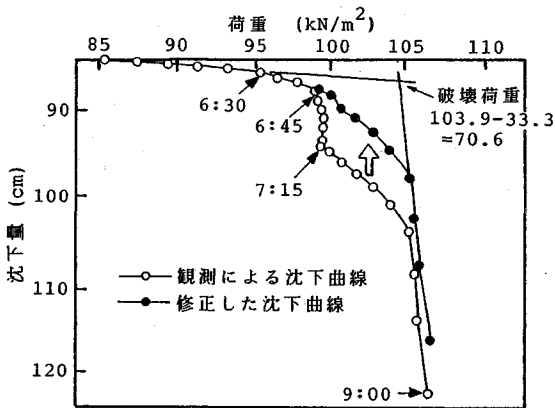 荷重 (kN/m²)
85 90 95 100 105 110
破壊荷重
103.9-33.3
=70.6
6:30
6:45
7:15
90
100
110
120
沈下量 (cm)
観測による沈下曲線
修正した沈下曲線
9:00